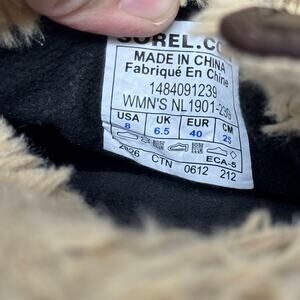 SOREL.CO
MADE IN CHINA
Fabriqué En Chine
1484091239
WMN'S NL1901-239
USA UK EUR CM
8 6.5 40 25
2026 CTN 0612 212
ECA-5